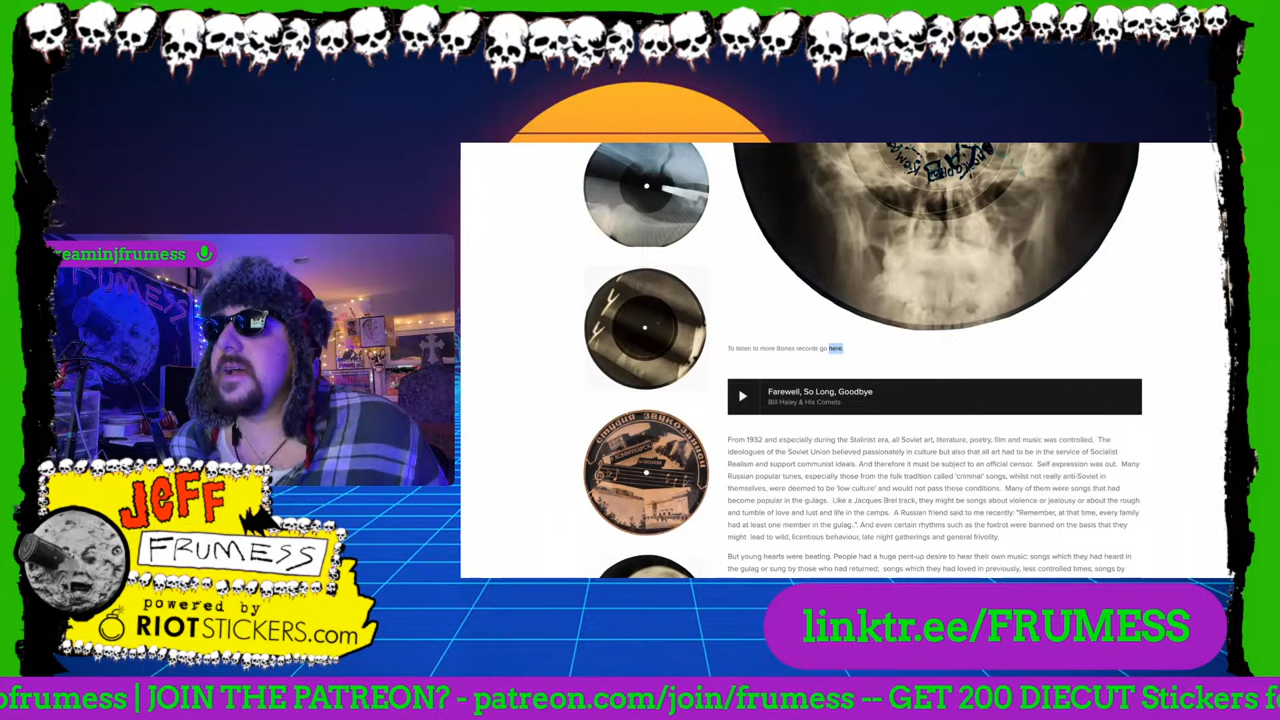 eaminjfrumess
FRUMESS
СТУДИЯ ЗВУКОЗАПИСИ
To listen to more Bones records go here.
Farewell, So Long, Goodbye
Bill Haley & His Comets
From 1932 and especially during the Stalinist era, all Soviet art, literature, poetry, film and music was controlled. The
ideologues of the Soviet Union believed passionately in culture but also that all art had to be in the service of Socialist
Realism and support communist ideals. And therefore it must be subject to an official censor. Self expression was out. Many
Russian popular tunes, especially those from the folk tradition called 'criminal' songs, whilst not really anti-Soviet in
themselves, were deemed to be 'low culture' and would not pass these conditions. Many of them were songs that had
become popular in the gulags. Like a Jacques Brel track, they might be songs about violence or jealousy or about the rough
and tumble of love and lust and life in the camps. A Russian friend said to me recently: "Remember, at that time, every family
had at least one member in the gulag..". And even certain rhythms such as the foxtrot were banned on the basis that they
might lead to wild, licentious behaviour, late night gatherings and general frivolity.
But young hearts were beating. People had a huge pent-up desire to hear their own music: songs which they had heard in
the gulag or sung by those who had returned; songs which they had loved in previously, less controlled times; songs by
JEFF
FRUMESS
powered by
RIOTSTICKERS.com
linktr.ee/FRUMESS
ofrumess | JOIN THE PATREON? - patreon.com/join/frumess -- GET 200 DIECUT Stickers f